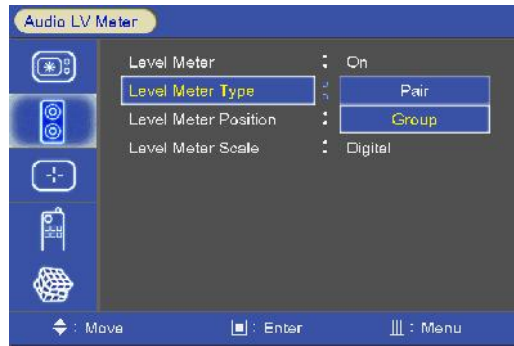 Audio LV Meter
Level Meter : On
Level Meter Type : Pair
Level Meter Position : Group
Level Meter Scale : Digital
: Move : Enter : Menu